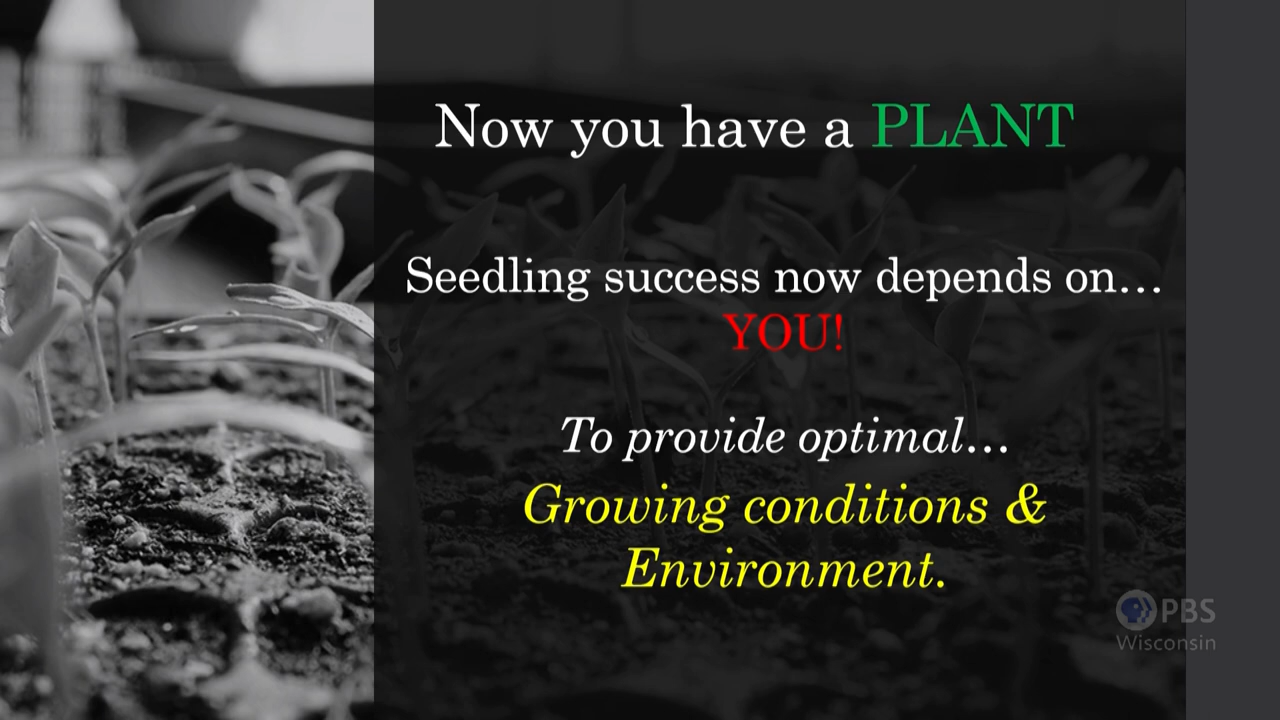 Now you have a PLANT
Seedling success now depends on…
YOU!
To provide optimal…
Growing conditions &
Environment.
PBS
Wisconsin